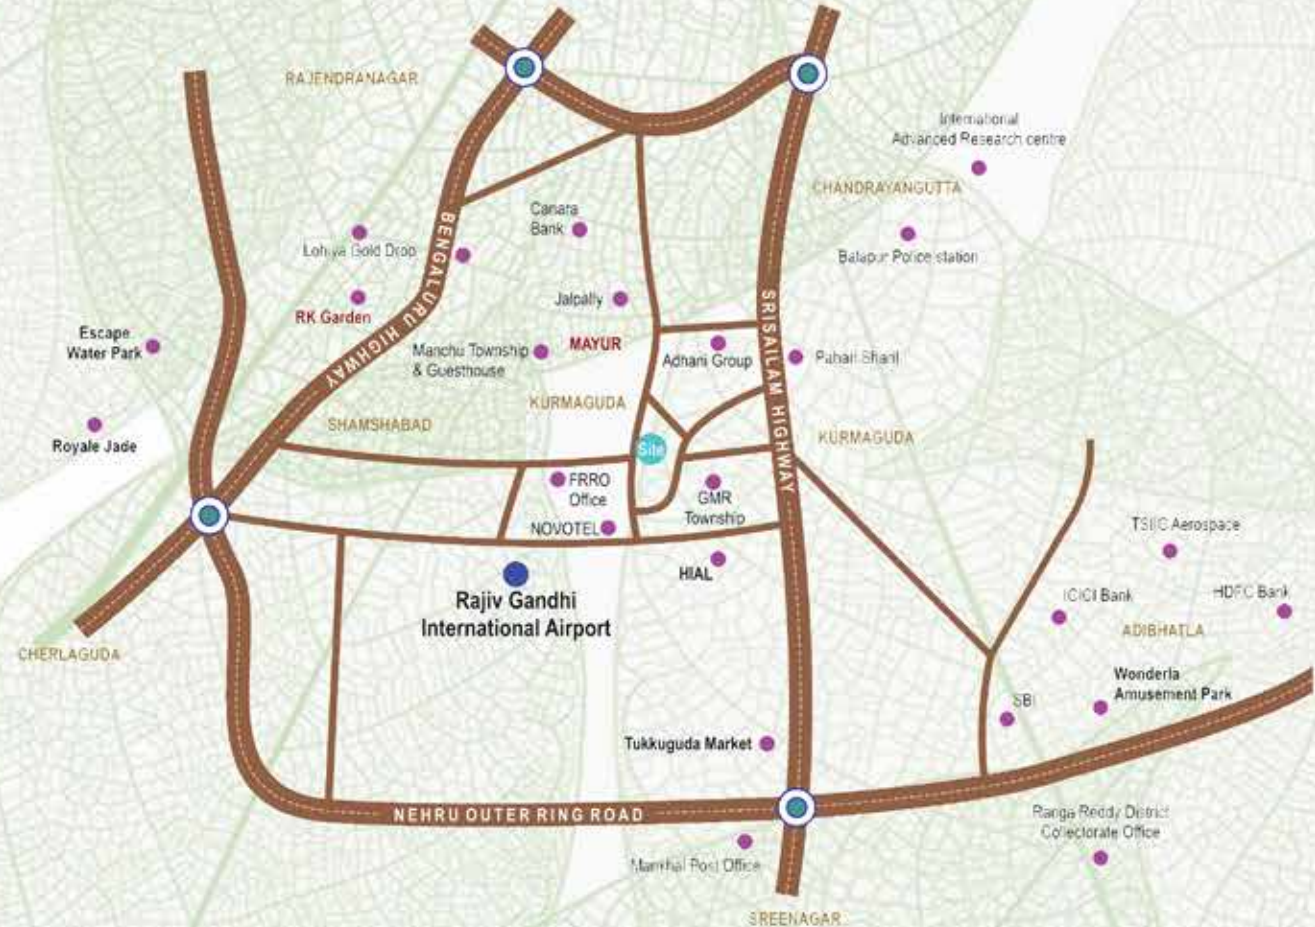 RAJENDRANAGAR
International
Advanced Research centre
CHANDRAYANGUTTA
Canara
Bank
BENGALURU HIGHWAY
Lohiya Gold Drop
Balapur Police station
Jalpally
SRISAILAM HIGHWAY
RK Garden
Escape
Water Park
MAYUR
Manchu Township
& Guesthouse
Adhani Group
Pahari Sharif
KURMAGUDA
SHAMSHABAD
KURMAGUDA
Royale Jade
Site
FRRO
Office
GMR
Township
NOVOTEL
TSIIC Aerospace
HIAL
Rajiv Gandhi
International Airport
ICICI Bank
HDFC Bank
ADIBHATLA
CHERLAGUDA
Wonderla
Amusement Park
SBI
Tukkuguda Market
NEHRU OUTER RING ROAD
Ranga Reddy District
Collectorate Office
Mankhal Post Office
SREENAGAR